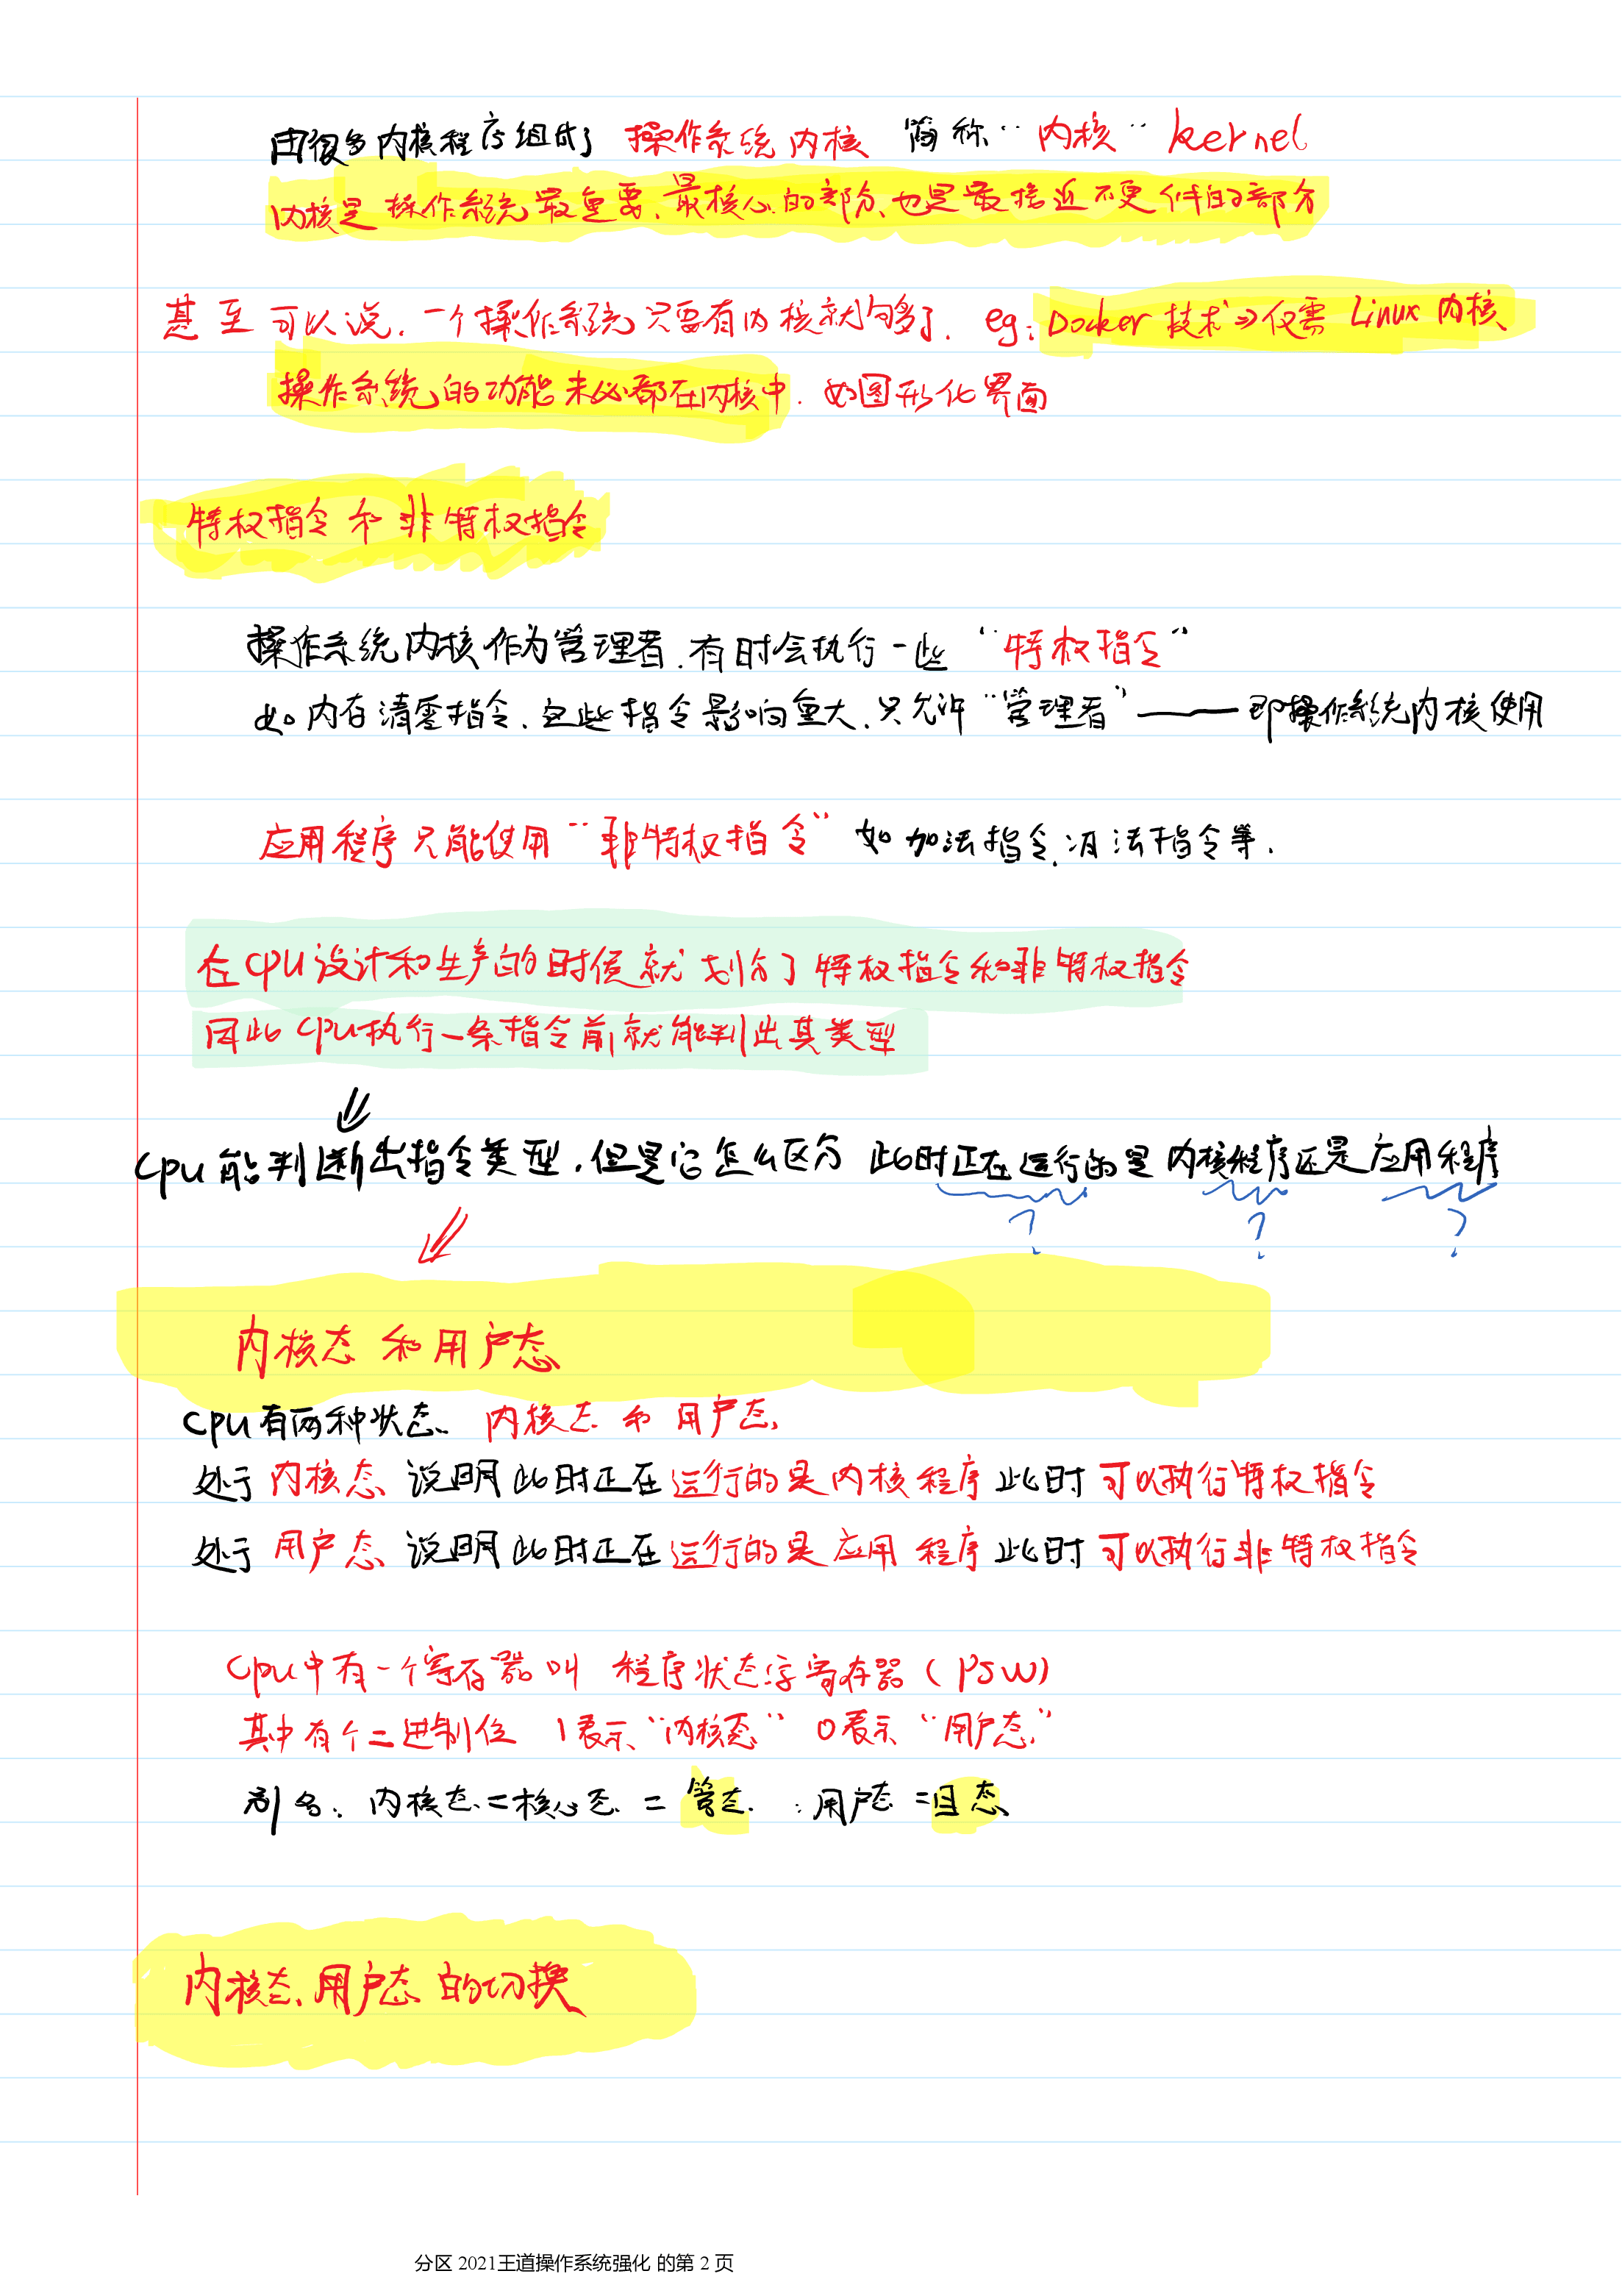 由很多内核程序组成了 操作系统内核 简称“内核” kernel
内核是操作系统最重要、最核心的部分、也是最接近硬件的部分
甚至可以说,一个操作系统只要有内核就够了. eg: Docker 技术 => 仅需 Linux 内核
操作系统的功能未必都在内核中. 如图形化界面
特权指令和非特权指令
操作系统内核作为管理者,有时会执行一些“特权指令”
如内存清零指令. 这些指令影响重大,只允许“管理者”——即操作系统内核使用
应用程序只能使用“非特权指令”如加法指令,减法指令等.
在CPU设计和生产的时候就划分了特权指令和非特权指令
因此CPU执行一条指令前就能判出其类型
Cpu能判断出指令类型,但是它怎么区分 此时正在运行的是内核程序还是应用程序
? ? ?
内核态和用户态
Cpu有两种状态、内核态和用户态.
处于内核态 说明此时正在运行的是内核程序 此时可以执行特权指令
处于用户态 说明此时正在运行的是应用程序 此时可以执行非特权指令
Cpu中有一个寄存器叫 程序状态字寄存器(PSW)
其中有个二进制位 1表示“内核态” 0表示“用户态”
别名: 内核态=核心态=管态. 用户态=目态
内核态、用户态的切换
分区 2021王道操作系统强化 的第 2 页